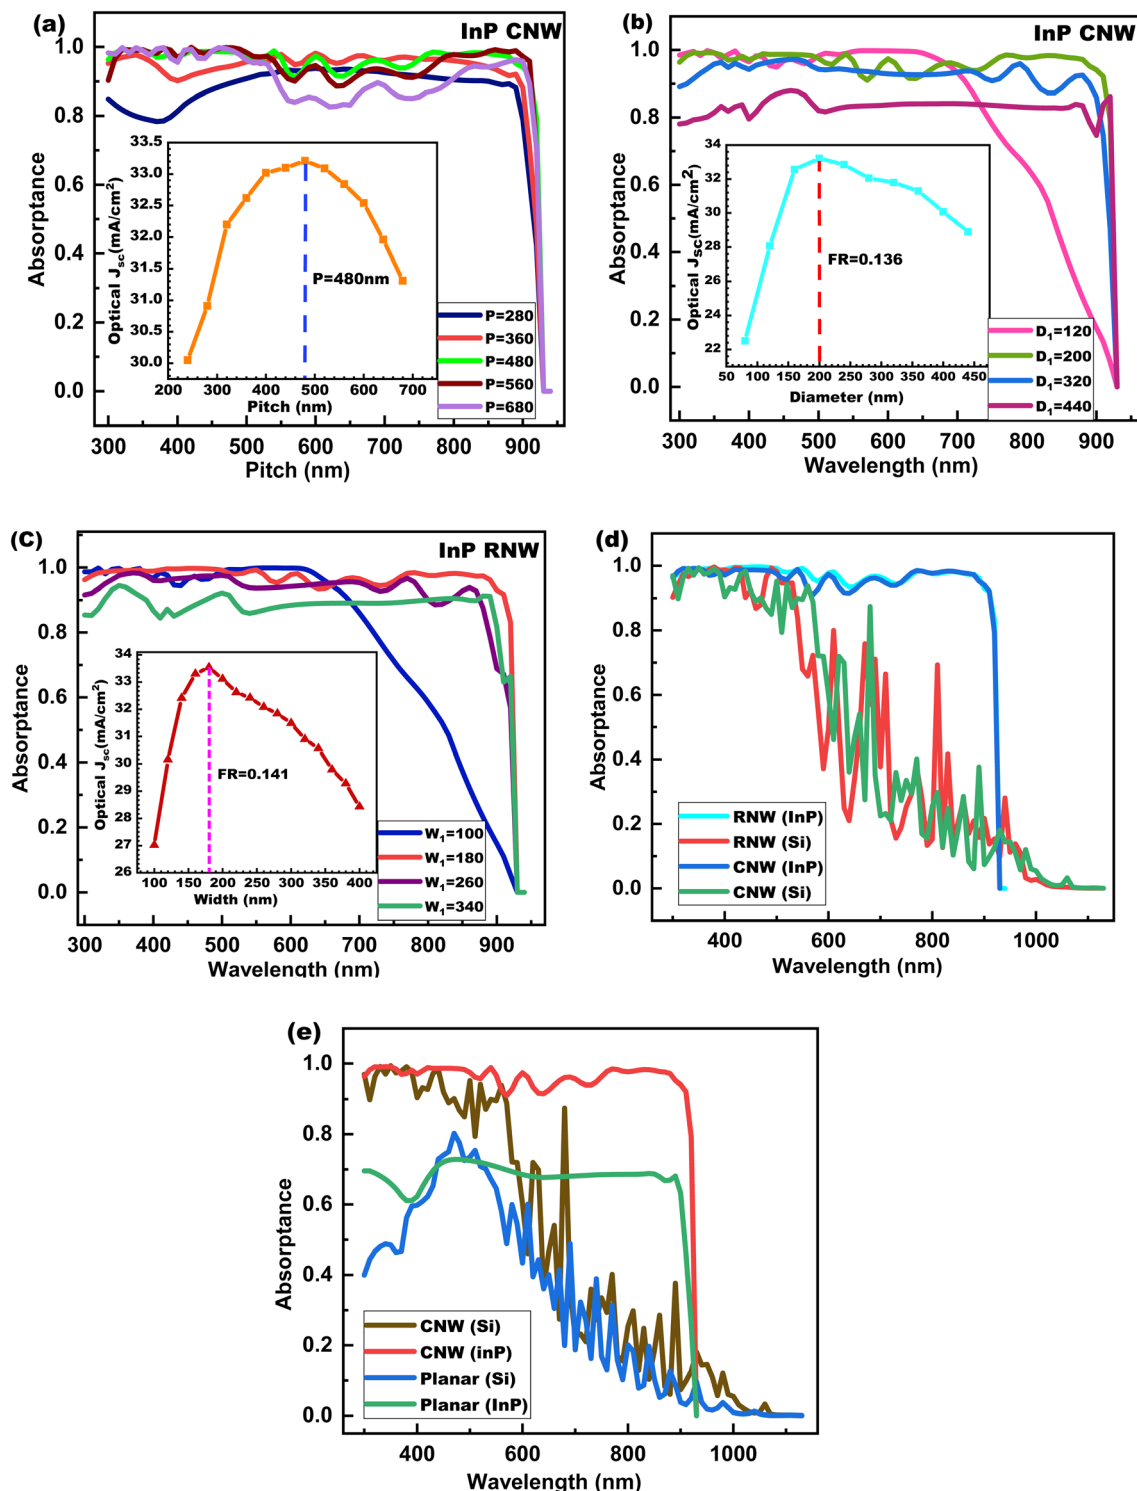 (a)
InP CNW
Absorptance
1.0
0.8
0.6
0.4
0.2
0.0
300 400 500 600 700 800 900
Pitch (nm)
Optical Jsc(mA/cm²)
33.5
33.0
32.5
32.0
31.5
31.0
30.5
30.0
200 300 400 500 600 700
Pitch (nm)
P=480nm
P=280
P=360
P=480
P=560
P=680
(b)
InP CNW
Absorptance
1.0
0.8
0.6
0.4
0.2
0.0
300 400 500 600 700 800 900
Wavelength (nm)
Optical Jsc(mA/cm²)
34
32
30
28
26
24
22
50 100 150 200 250 300 350 400 450
Diameter (nm)
FR=0.136
D₁=120
D₁=200
D₁=320
D₁=440
(C)
InP RNW
Absorptance
1.0
0.8
0.6
0.4
0.2
0.0
300 400 500 600 700 800 900
Wavelength (nm)
Optical Jsc(mA/cm²)
34
33
32
31
30
29
28
27
26
100 150 200 250 300 350 400
Width (nm)
FR=0.141
W₁=100
W₁=180
W₁=260
W₁=340
(d)
Absorptance
1.0
0.8
0.6
0.4
0.2
0.0
400 600 800 1000
Wavelength (nm)
RNW (InP)
RNW (Si)
CNW (InP)
CNW (Si)
(e)
Absorptance
1.0
0.8
0.6
0.4
0.2
0.0
400 600 800 1000
Wavelength (nm)
CNW (Si)
CNW (inP)
Planar (Si)
Planar (InP)